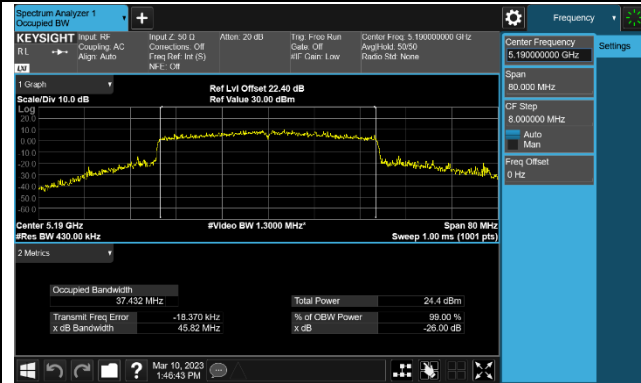 Spectrum Analyzer 1
Occupied BW
+
Frequency
KEYSIGHT
RL
LXI
Input: RF
Coupling: AC
Align: Auto
Input Z: 50 Ω
Corrections: Off
Freq Ref: Int (S)
NFE: Off
Atten: 20 dB
Trig: Free Run
Gate: Off
#IF Gain: Low
Center Freq: 5.190000000 GHz
Avg|Hold: 50/50
Radio Std: None
1 Graph
Scale/Div 10.0 dB
Ref Lvl Offset 22.40 dB
Ref Value 30.00 dBm
Log
20.0
10.0
0.00
-10.0
-20.0
-30.0
-40.0
-50.0
-60.0
Center 5.19 GHz
#Res BW 430.00 kHz
#Video BW 1.3000 MHz*
Span 80 MHz
Sweep 1.00 ms (1001 pts)
2 Metrics
Occupied Bandwidth
37.432 MHz
Transmit Freq Error -18.370 kHz
x dB Bandwidth 45.82 MHz
Total Power 24.4 dBm
% of OBW Power 99.00 %
x dB -26.00 dB
Center Frequency
5.190000000 GHz
Settings
Span
80.000 MHz
CF Step
8.000000 MHz
Auto
Man
Freq Offset
0 Hz
?
Mar 10, 2023
1:46:43 PM